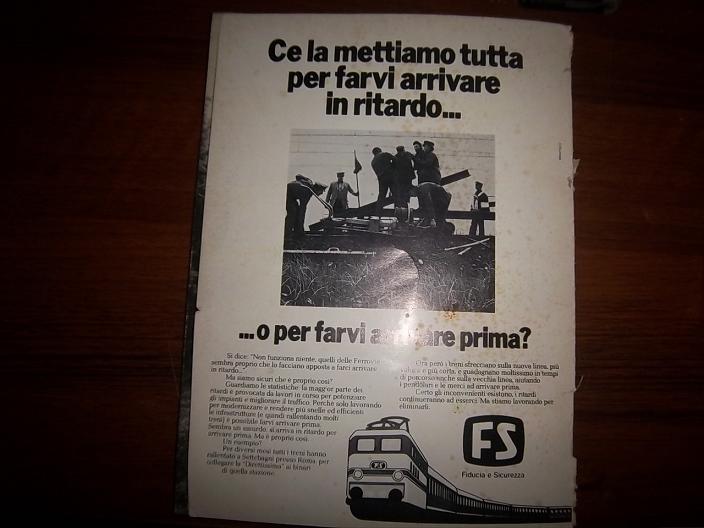 Ce la mettiamo tutta
per farvi arrivare
in ritardo...
...o per farvi arrivare prima?
Si dice: "Non funziona niente, quelli delle Ferrovie
sembra proprio che lo facciano apposta a farci arrivare
in ritardo...".
Ma siamo sicuri che è proprio così?
Guardiamo le statistiche: la maggior parte dei
ritardi è provocata da lavori in corso per potenziare
gli impianti e migliorare il traffico. Perché solo lavorando
per modernizzare e rendere più snelle ed efficienti
le infrastrutture (e quindi rallentando molti
treni) è possibile farvi arrivare prima.
Sembra un assurdo: si arriva in ritardo per
arrivare prima. Ma è proprio così.
Un esempio?
Per diversi mesi tutti i treni hanno
rallentato a Settebagni presso Roma, per
collegare la "Direttissima" ai binari
di quella stazione.
Ora però i treni sfrecciano sulla nuova linea, più
veloce e più corta, e guadagnano moltissimo in tempi
di percorrenza anche sulla vecchia linea, aiutando
i pendolari e le merci ad arrivare prima.
Certo gli inconvenienti esistono, i ritardi
continueranno ad esserci. Ma stiamo lavorando per
eliminarli.
FS
FS
Fiducia e Sicurezza